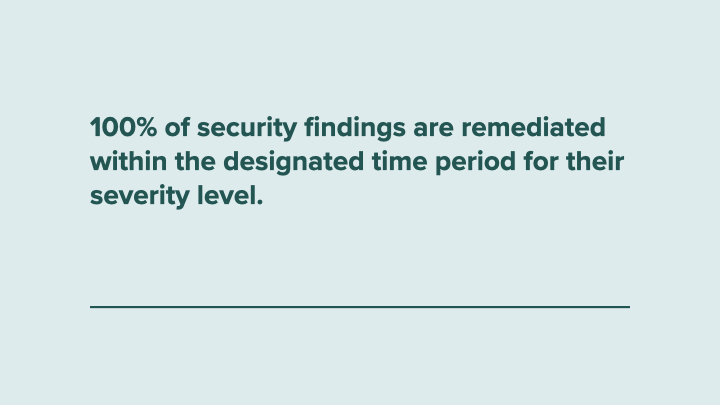 100% of security findings are remediated
within the designated time period for their
severity level.